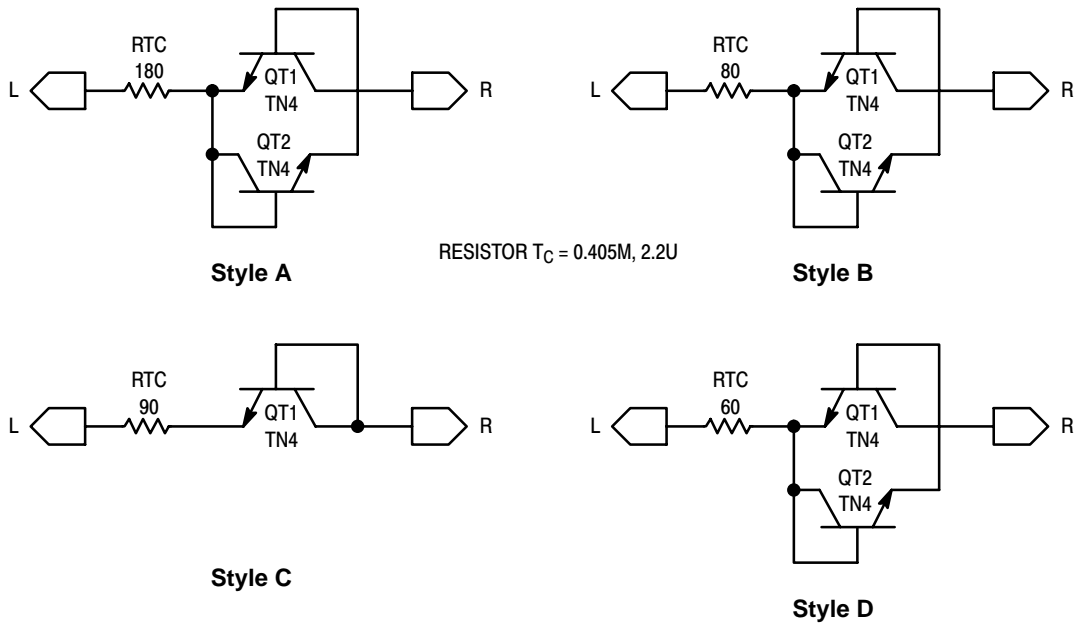 RTC
180
L
QT1
TN4
R
QT2
TN4
Style A
RTC
80
L
QT1
TN4
R
QT2
TN4
Style B
RESISTOR TC = 0.405M, 2.2U
RTC
90
L
QT1
TN4
R
Style C
RTC
60
L
QT1
TN4
R
QT2
TN4
Style D